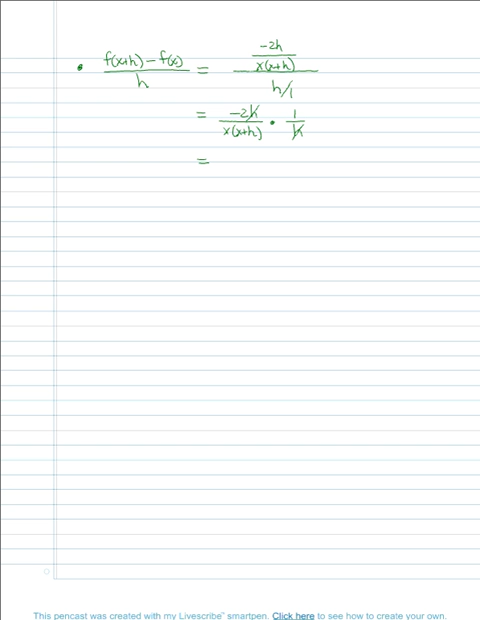 • f(x+h) - f(x) / h = -2h / x(x+h) / h/1
= -2h / x(x+h) • 1 / h
=
This pencast was created with my Livescribe™ smartpen. Click here to see how to create your own.